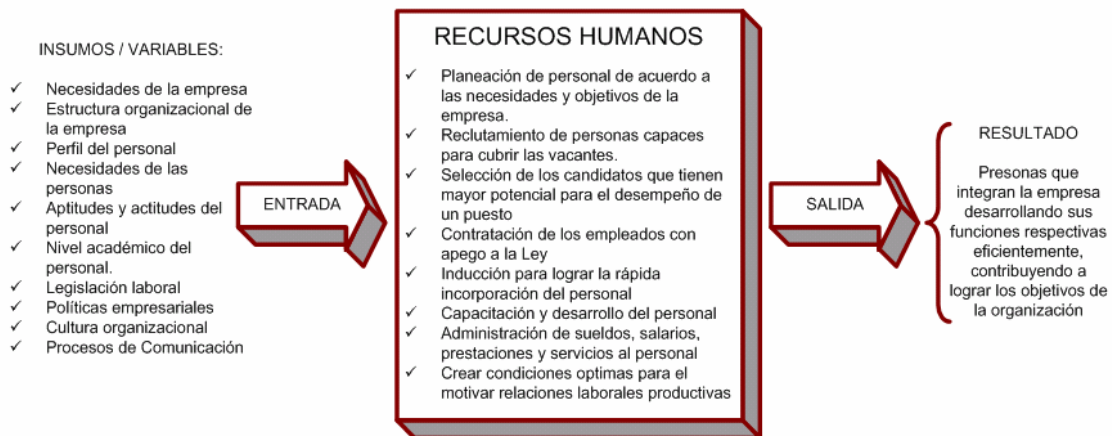 INSUMOS / VARIABLES:
✓ Necesidades de la empresa
✓ Estructura organizacional de
la empresa
✓ Perfil del personal
✓ Necesidades de las
personas
✓ Aptitudes y actitudes del
personal
✓ Nivel académico del
personal.
✓ Legislación laboral
✓ Políticas empresariales
✓ Cultura organizacional
✓ Procesos de Comunicación
ENTRADA
RECURSOS HUMANOS
✓ Planeación de personal de acuerdo a
las necesidades y objetivos de la
empresa.
✓ Reclutamiento de personas capaces
para cubrir las vacantes.
✓ Selección de los candidatos que tienen
mayor potencial para el desempeño de
un puesto
✓ Contratación de los empleados con
apego a la Ley
✓ Inducción para lograr la rápida
incorporación del personal
✓ Capacitación y desarrollo del personal
✓ Administración de sueldos, salarios,
prestaciones y servicios al personal
✓ Crear condiciones optimas para el
motivar relaciones laborales productivas
SALIDA
RESULTADO
Presonas que
integran la empresa
desarrollando sus
funciones respectivas
eficientemente,
contribuyendo a
lograr los objetivos de
la organización